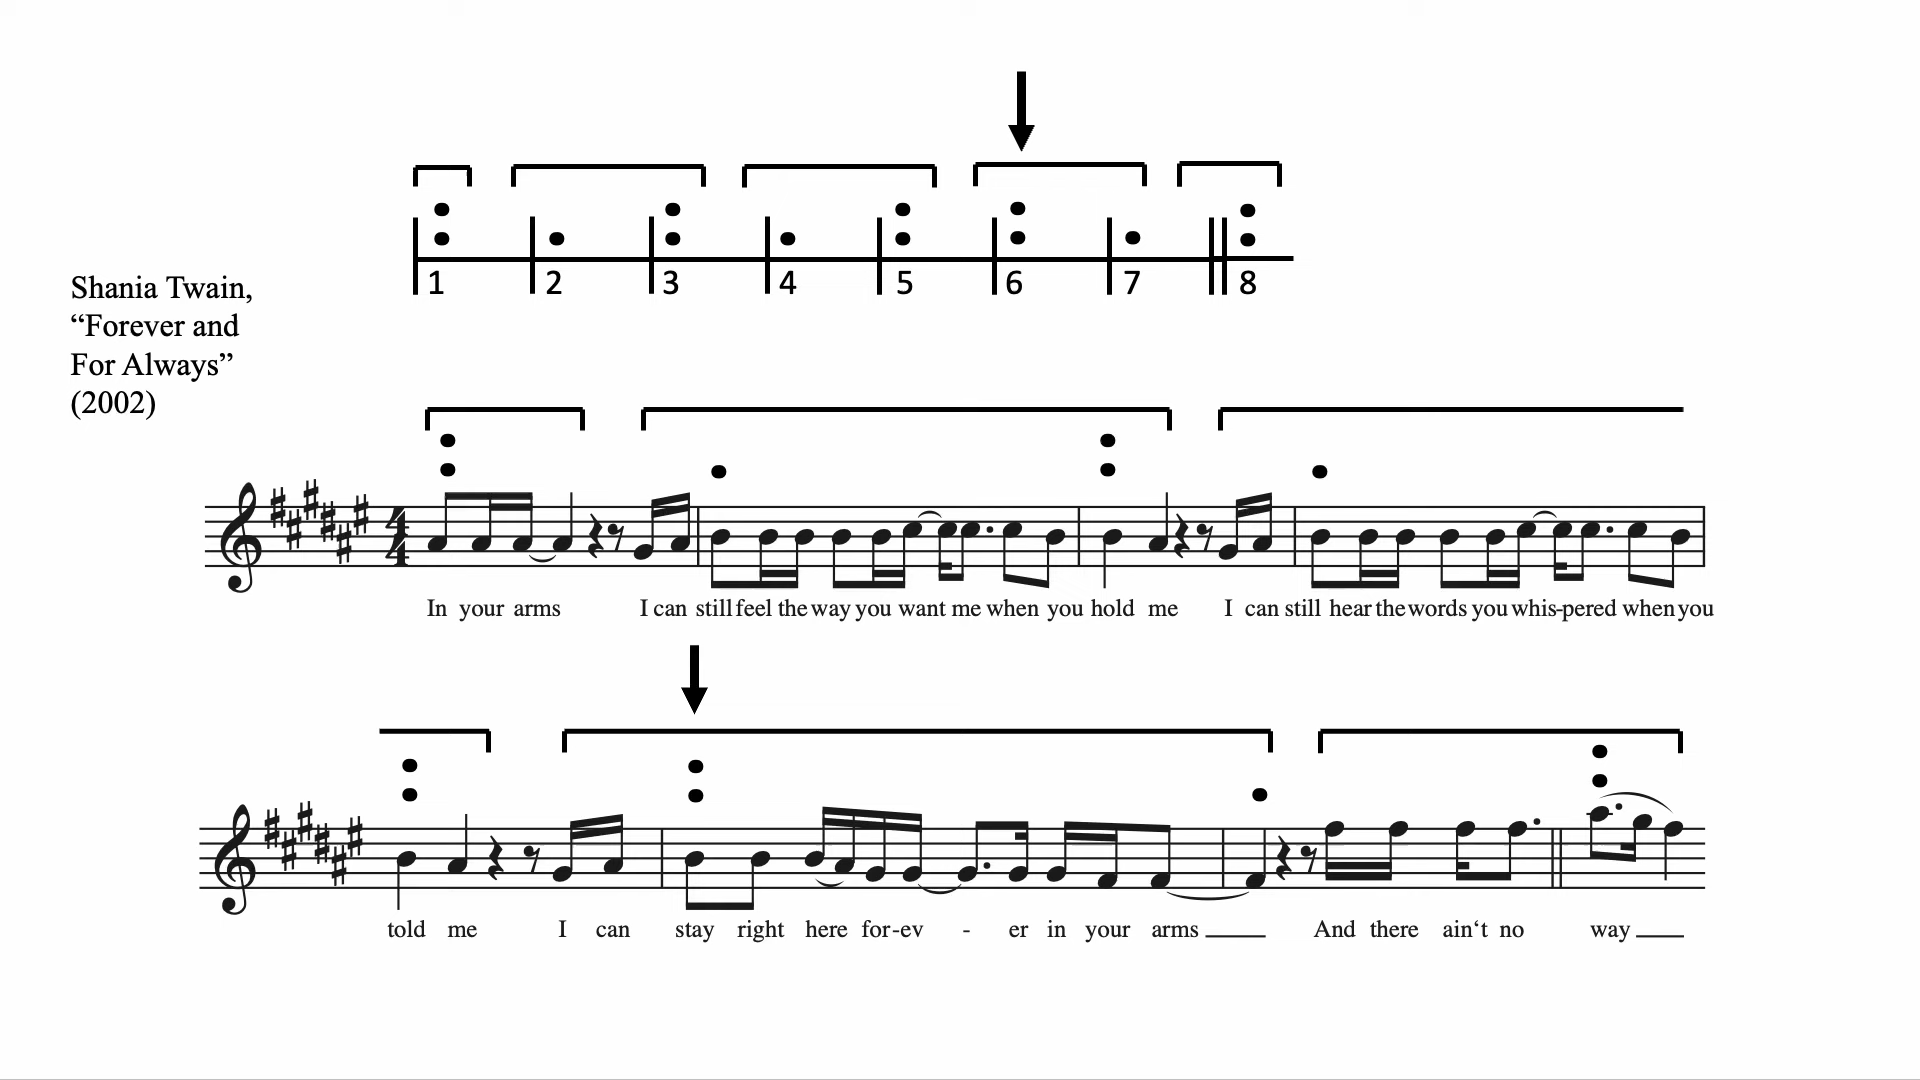 1 2 3 4 5 6 7 8
Shania Twain,
“Forever and
For Always”
(2002)
4
4
In your arms I can still feel the way you want me when you hold me I can still hear the words you whis-pered when you
told me I can stay right here for-ev - er in your arms And there ain‘t no way